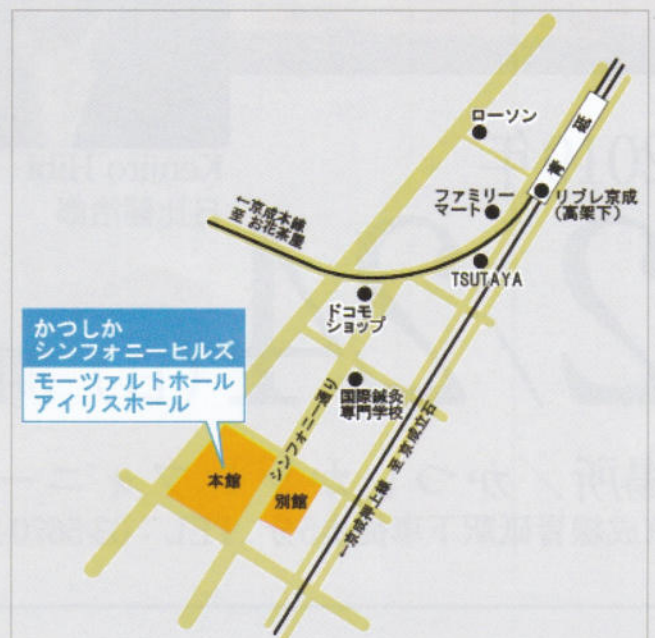 ローソン
青砥
ファミリー
マート
リブレ京成
(高架下)
←京成本線
至 お花茶屋
TSUTAYA
ドコモ
ショップ
かつしか
シンフォニーヒルズ
モーツァルトホール
アイリスホール
国際鍼灸
専門学校
シンフォニー通り
←京成押上線 至 京成立石
本館
別館